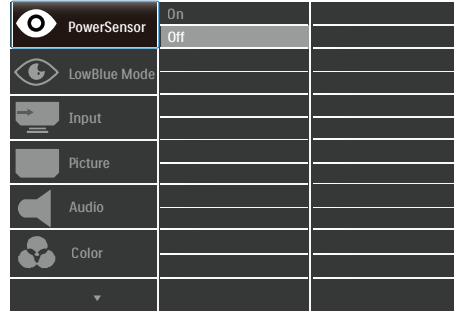 PowerSensor
On
Off
LowBlue Mode
Input
Picture
Audio
Color